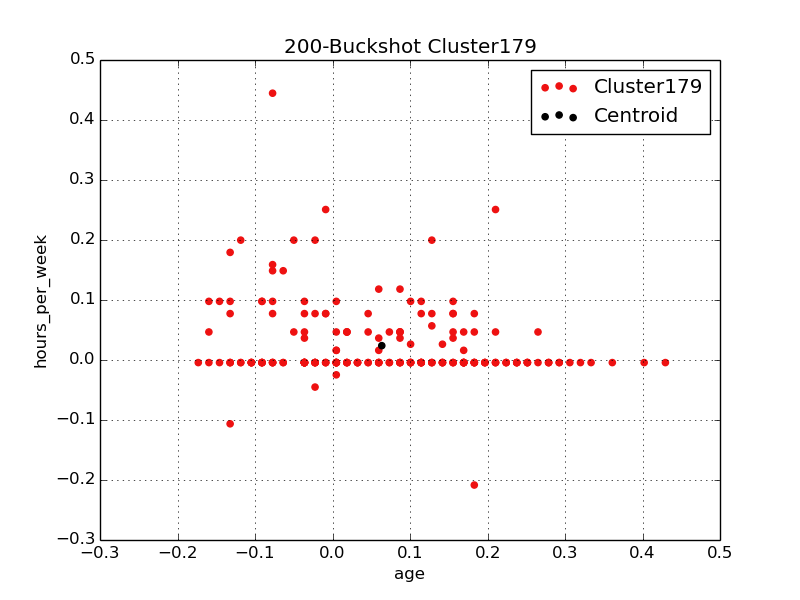 200-Buckshot Cluster179
Cluster179
Centroid
0.5
0.4
0.3
0.2
0.1
0.0
−0.1
−0.2
−0.3
hours_per_week
−0.3 −0.2 −0.1 0.0 0.1 0.2 0.3 0.4 0.5
age